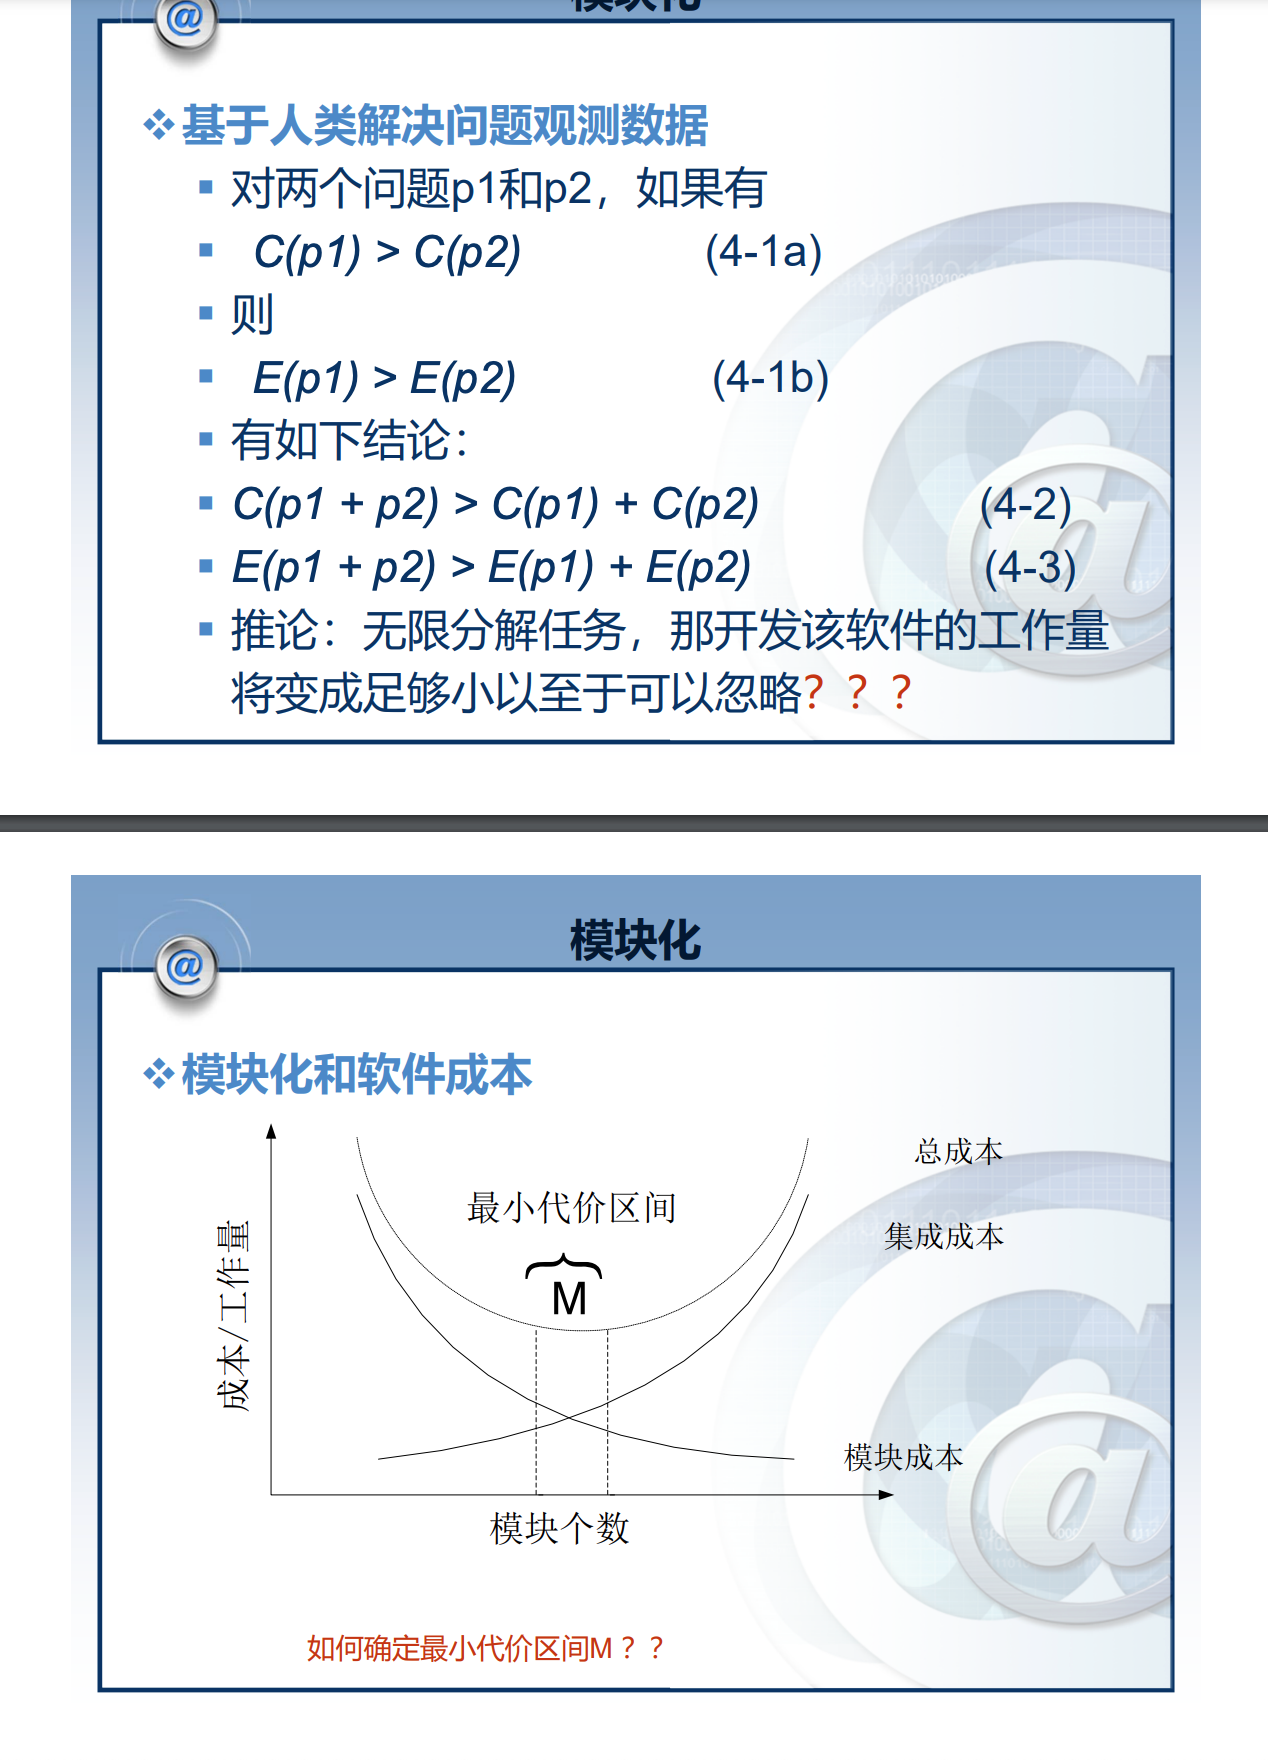 模块化
基于人类解决问题观测数据
对两个问题p1和p2，如果有
C(p1) > C(p2) (4-1a)
则
E(p1) > E(p2) (4-1b)
有如下结论：
C(p1 + p2) > C(p1) + C(p2) (4-2)
E(p1 + p2) > E(p1) + E(p2) (4-3)
推论：无限分解任务，那开发该软件的工作量
将变成足够小以至于可以忽略？？？
模块化
模块化和软件成本
总成本
最小代价区间
集成成本
M
成本/工作量
模块成本
模块个数
如何确定最小代价区间M？？